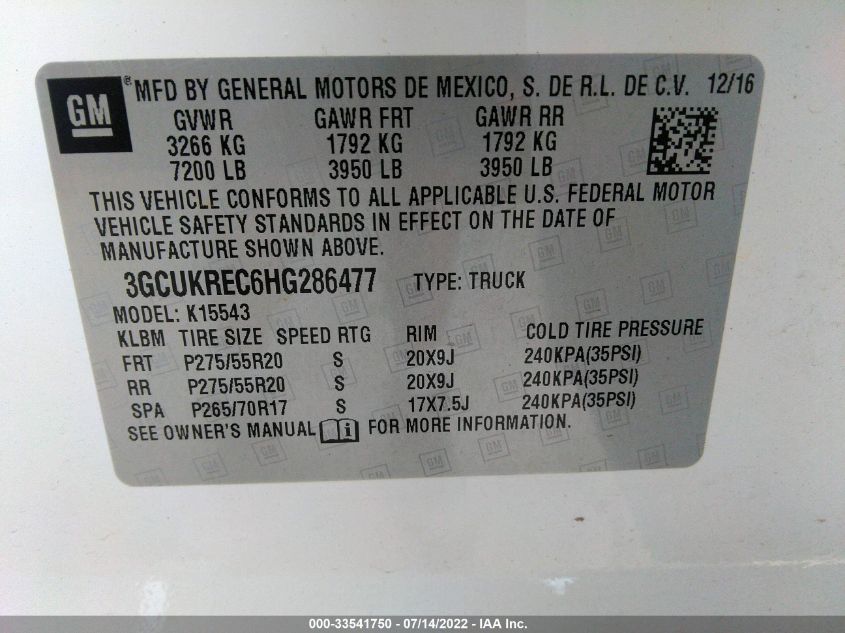 GM ® MFD BY GENERAL MOTORS DE MEXICO, S. DE R.L. DE C.V. 12/16
GVWR GAWR FRT GAWR RR
3266 KG 1792 KG 1792 KG
7200 LB 3950 LB 3950 LB
THIS VEHICLE CONFORMS TO ALL APPLICABLE U.S. FEDERAL MOTOR
VEHICLE SAFETY STANDARDS IN EFFECT ON THE DATE OF
MANUFACTURE SHOWN ABOVE.
3GCUKREC6HG286477 TYPE: TRUCK
MODEL: K15543
KLBM TIRE SIZE SPEED RTG RIM COLD TIRE PRESSURE
FRT P275/55R20 S 20X9J 240KPA(35PSI)
RR P275/55R20 S 20X9J 240KPA(35PSI)
SPA P265/70R17 S 17X7.5J 240KPA(35PSI)
SEE OWNER'S MANUAL i FOR MORE INFORMATION.
000-33541750 - 07/14/2022 - IAA Inc.